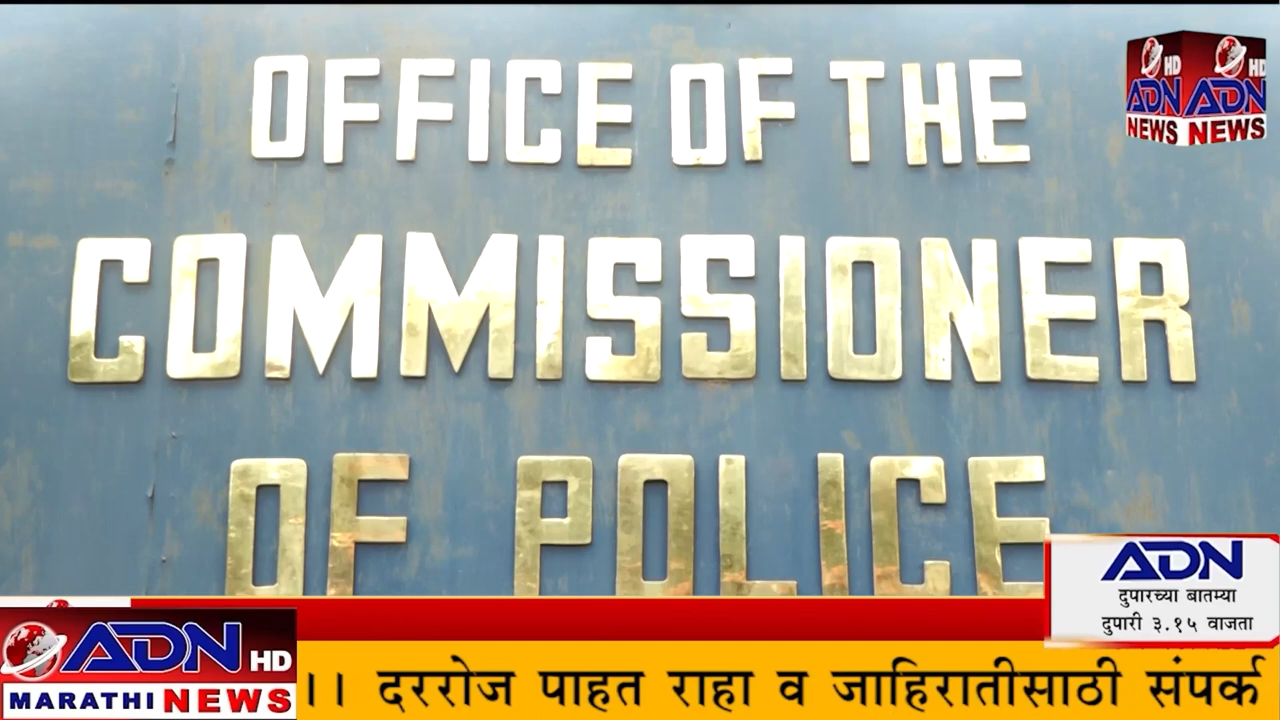 OFFICE OF THE
COMMISSIONER
OF POLICE
HD HD
ADN ADN
NEWS NEWS
ADN
दुपारच्या बातम्या
दुपारी ३.१५ वाजता
ADN HD
MARATHI NEWS
।। दररोज पाहत राहा व जाहिरातीसाठी संपर्क